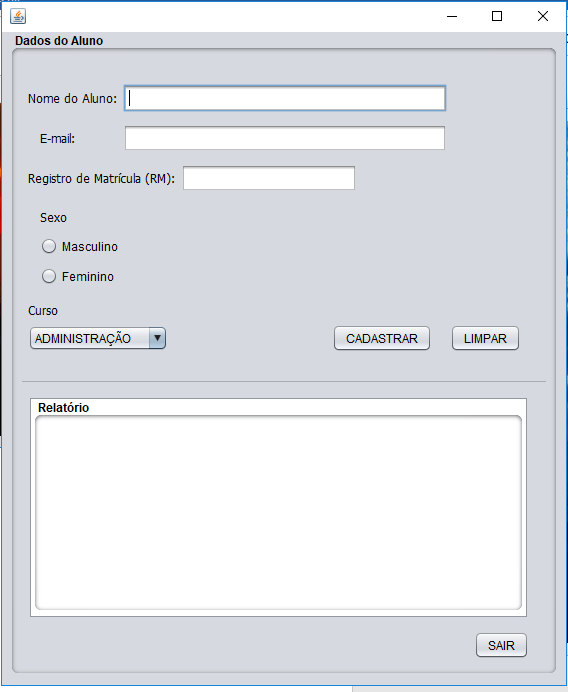 Dados do Aluno
Nome do Aluno:
E-mail:
Registro de Matrícula (RM):
Sexo
Masculino
Feminino
Curso
ADMINISTRAÇÃO CADASTRAR LIMPAR
Relatório
SAIR